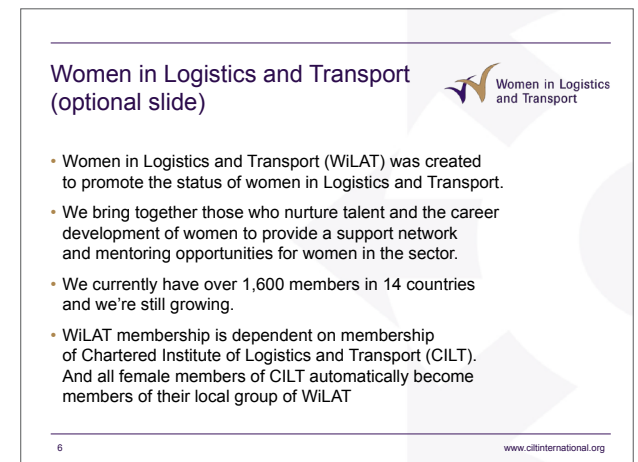 Women in Logistics and Transport
(optional slide)
Women in Logistics
and Transport
• Women in Logistics and Transport (WiLAT) was created
to promote the status of women in Logistics and Transport.
• We bring together those who nurture talent and the career
development of women to provide a support network
and mentoring opportunities for women in the sector.
• We currently have over 1,600 members in 14 countries
and we’re still growing.
• WiLAT membership is dependent on membership
of Chartered Institute of Logistics and Transport (CILT).
And all female members of CILT automatically become
members of their local group of WiLAT
6
www.ciltinternational.org